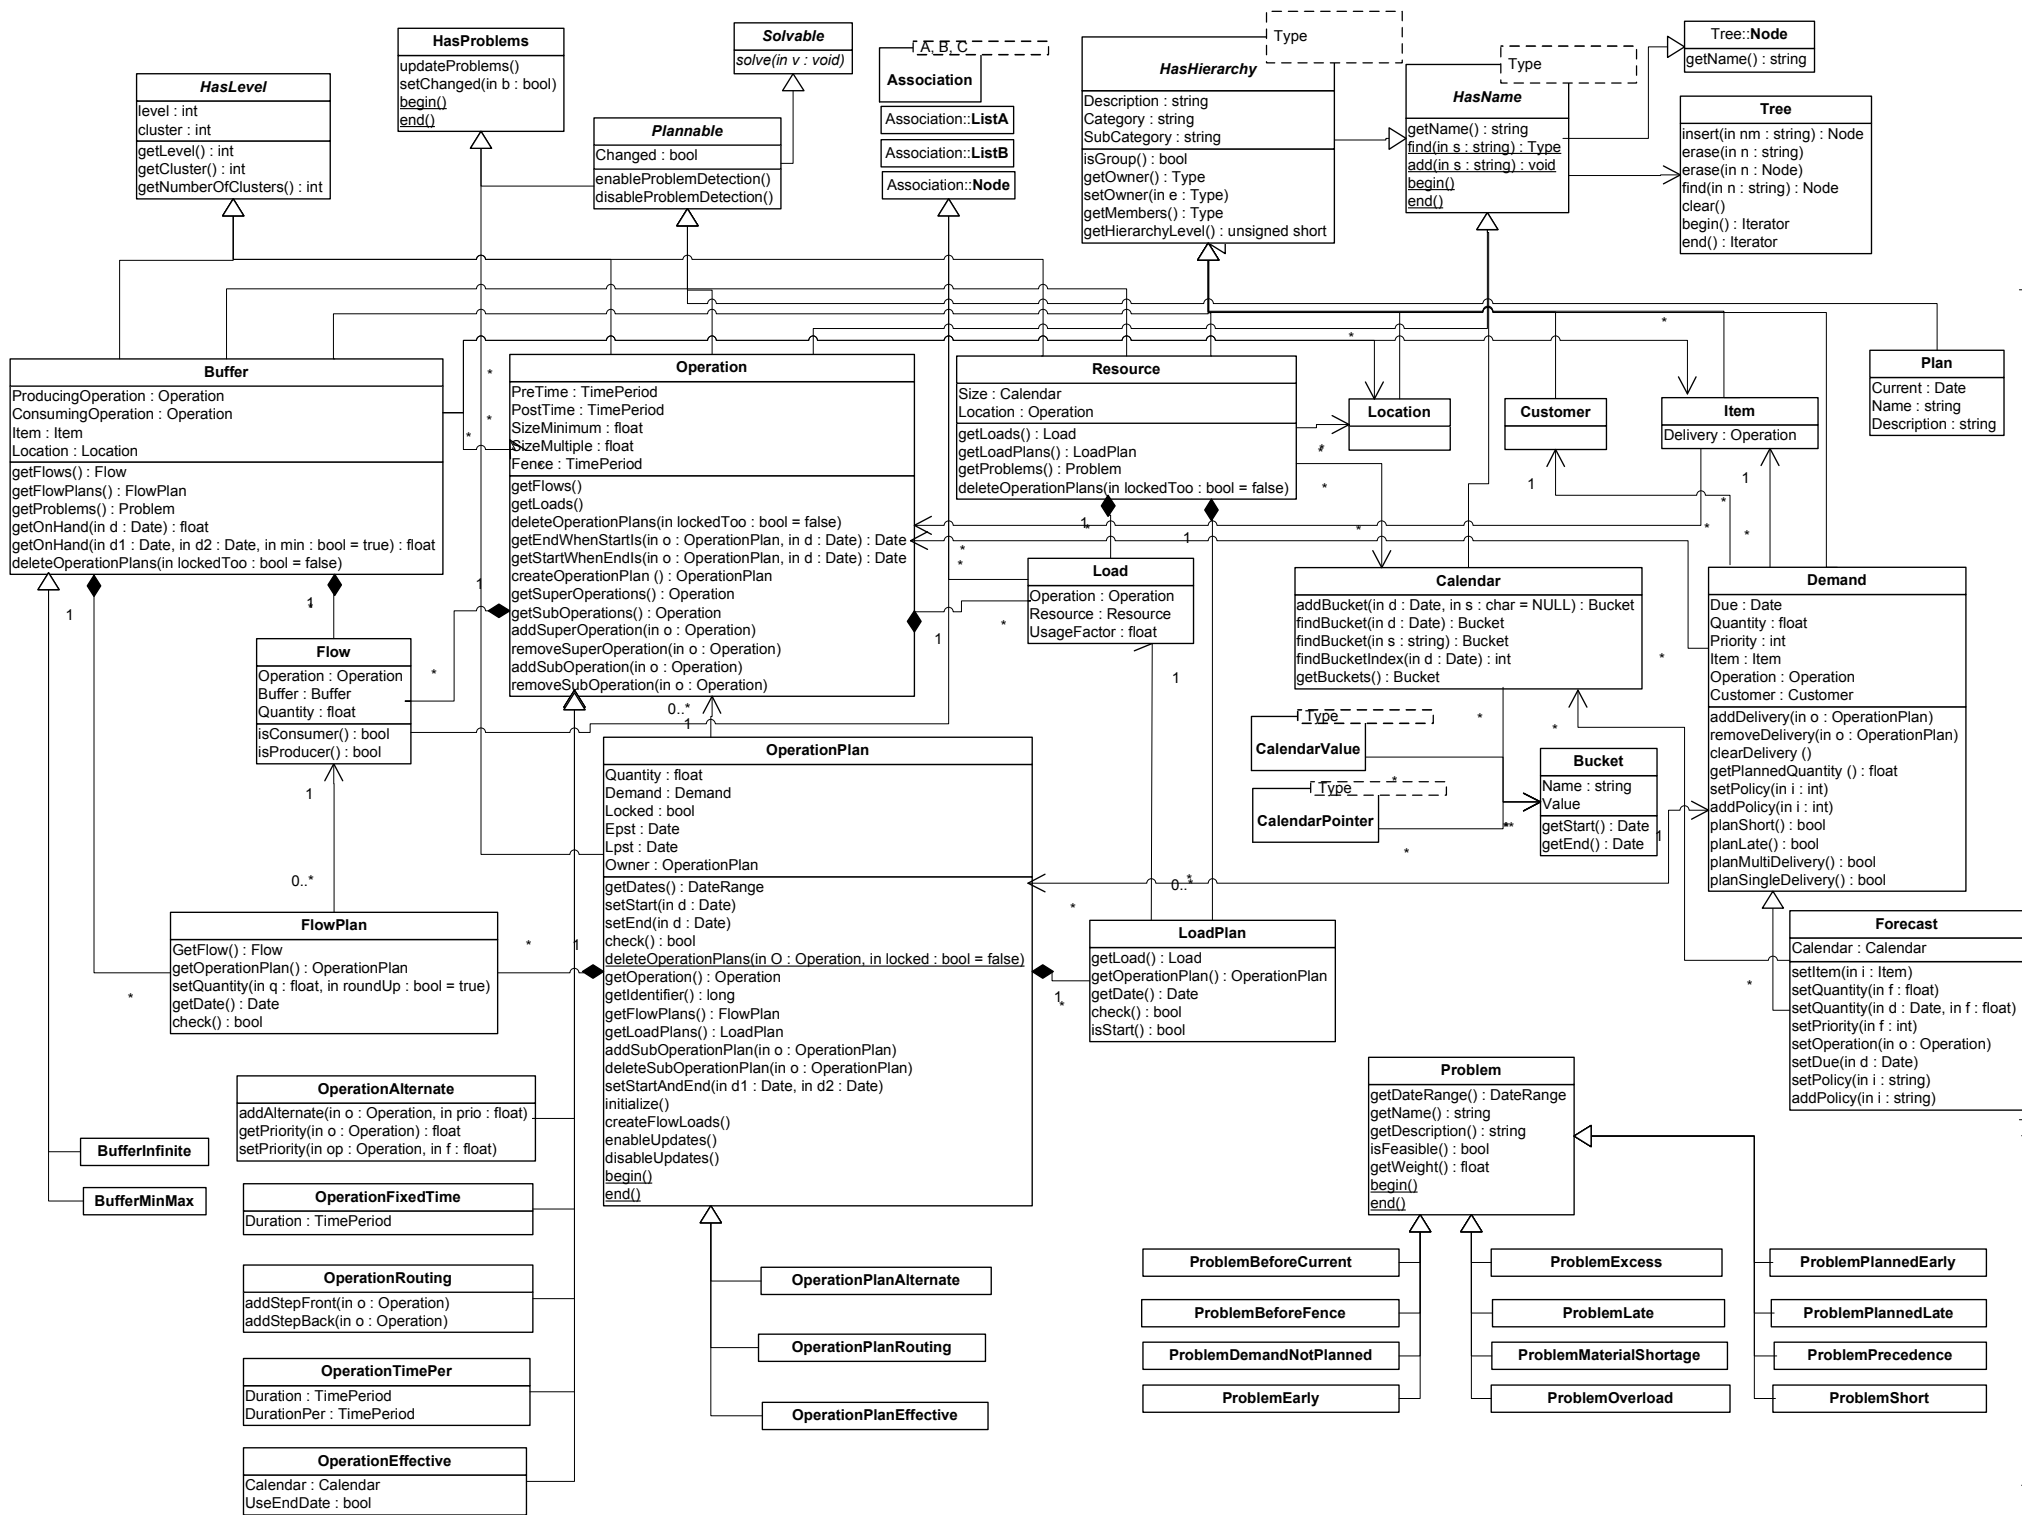 HasProblems
updateProblems()
setChanged(in b : bool)
begin()
end()
Solvable
solve(in v : void)
A, B, C
Association
Association::ListA
Association::ListB
Association::Node
Type
HasHierarchy
Description : string
Category : string
SubCategory : string
isGroup() : bool
getOwner() : Type
setOwner(in e : Type)
getMembers() : Type
getHierarchyLevel() : unsigned short
Type
HasName
getName() : string
find(in s : string) : Type
add(in s : string) : void
begin()
end()
Tree::Node
getName() : string
Tree
insert(in nm : string) : Node
erase(in n : string)
erase(in n : Node)
find(in n : string) : Node
clear()
begin() : Iterator
end() : Iterator
HasLevel
level : int
cluster : int
getLevel() : int
getCluster() : int
getNumberOfClusters() : int
Plannable
Changed : bool
enableProblemDetection()
disableProblemDetection()
Buffer
ProducingOperation : Operation
ConsumingOperation : Operation
Item : Item
Location : Location
getFlows() : Flow
getFlowPlans() : FlowPlan
getProblems() : Problem
getOnHand(in d : Date) : float
getOnHand(in d1 : Date, in d2 : Date, in min : bool = true) : float
deleteOperationPlans(in lockedToo : bool = false)
*
*
*
Operation
PreTime : TimePeriod
PostTime : TimePeriod
SizeMinimum : float
SizeMultiple : float
Fence : TimePeriod
getFlows()
getLoads()
deleteOperationPlans(in lockedToo : bool = false)
getEndWhenStartIs(in o : OperationPlan, in d : Date) : Date
getStartWhenEndIs(in o : OperationPlan, in d : Date) : Date
createOperationPlan () : OperationPlan
getSuperOperations() : Operation
getSubOperations() : Operation
addSuperOperation(in o : Operation)
removeSuperOperation(in o : Operation)
addSubOperation(in o : Operation)
removeSubOperation(in o : Operation)
Resource
Size : Calendar
Location : Operation
getLoads() : Load
getLoadPlans() : LoadPlan
getProblems() : Problem
deleteOperationPlans(in lockedToo : bool = false)
*
*
Location
Customer
Item
Delivery : Operation
Plan
Current : Date
Name : string
Description : string
*
*
1
1
*
*
*
*
1
*
1
*
*
Load
Operation : Operation
Resource : Resource
UsageFactor : float
1
*
1
Calendar
addBucket(in d : Date, in s : char = NULL) : Bucket
findBucket(in d : Date) : Bucket
findBucket(in s : string) : Bucket
findBucketIndex(in d : Date) : int
getBuckets() : Bucket
*
*
*
Demand
Due : Date
Quantity : float
Priority : int
Item : Item
Operation : Operation
Customer : Customer
addDelivery(in o : OperationPlan)
removeDelivery(in o : OperationPlan)
clearDelivery ()
getPlannedQuantity () : float
setPolicy(in i : int)
addPolicy(in i : int)
planShort() : bool
planLate() : bool
planMultiDelivery() : bool
planSingleDelivery() : bool
1
1
*
1
*
Flow
Operation : Operation
Buffer : Buffer
Quantity : float
isConsumer() : bool
isProducer() : bool
1
0..*
0..*
1
Type
CalendarValue
*
Type
CalendarPointer
*
**
Bucket
Name : string
Value
getStart() : Date
getEnd() : Date
1
OperationPlan
Quantity : float
Demand : Demand
Locked : bool
Epst : Date
Lpst : Date
Owner : OperationPlan
getDates() : DateRange
setStart(in d : Date)
setEnd(in d : Date)
check() : bool
deleteOperationPlans(in O : Operation, in locked : bool = false)
getOperation() : Operation
getIdentifier() : long
getFlowPlans() : FlowPlan
getLoadPlans() : LoadPlan
addSubOperationPlan(in o : OperationPlan)
deleteSubOperationPlan(in o : OperationPlan)
setStartAndEnd(in d1 : Date, in d2 : Date)
initialize()
createFlowLoads()
enableUpdates()
disableUpdates()
begin()
end()
FlowPlan
GetFlow() : Flow
getOperationPlan() : OperationPlan
setQuantity(in q : float, in roundUp : bool = true)
getDate() : Date
check() : bool
*
*
1
*
0..*
*
LoadPlan
getLoad() : Load
getOperationPlan() : OperationPlan
getDate() : Date
check() : bool
isStart() : bool
1
*
Forecast
Calendar : Calendar
setItem(in i : Item)
setQuantity(in f : float)
setQuantity(in d : Date, in f : float)
setPriority(in f : int)
setOperation(in o : Operation)
setDue(in d : Date)
setPolicy(in i : string)
addPolicy(in i : string)
*
OperationAlternate
addAlternate(in o : Operation, in prio : float)
getPriority(in o : Operation) : float
setPriority(in op : Operation, in f : float)
BufferInfinite
BufferMinMax
OperationFixedTime
Duration : TimePeriod
OperationRouting
addStepFront(in o : Operation)
addStepBack(in o : Operation)
OperationTimePer
Duration : TimePeriod
DurationPer : TimePeriod
OperationEffective
Calendar : Calendar
UseEndDate : bool
OperationPlanAlternate
OperationPlanRouting
OperationPlanEffective
Problem
getDateRange() : DateRange
getName() : string
getDescription() : string
isFeasible() : bool
getWeight() : float
begin()
end()
ProblemBeforeCurrent
ProblemBeforeFence
ProblemDemandNotPlanned
ProblemEarly
ProblemExcess
ProblemLate
ProblemMaterialShortage
ProblemOverload
ProblemPlannedEarly
ProblemPlannedLate
ProblemPrecedence
ProblemShort